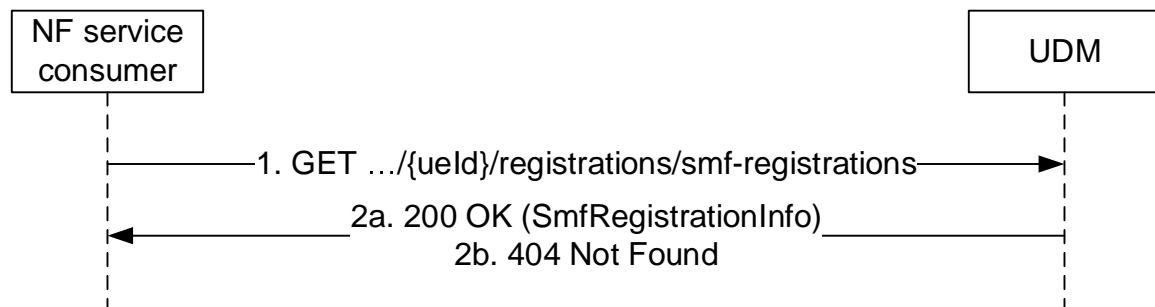 NF service
consumer
UDM
1. GET …/{ueId}/registrations/smf-registrations
2a. 200 OK (SmfRegistrationInfo)
2b. 404 Not Found